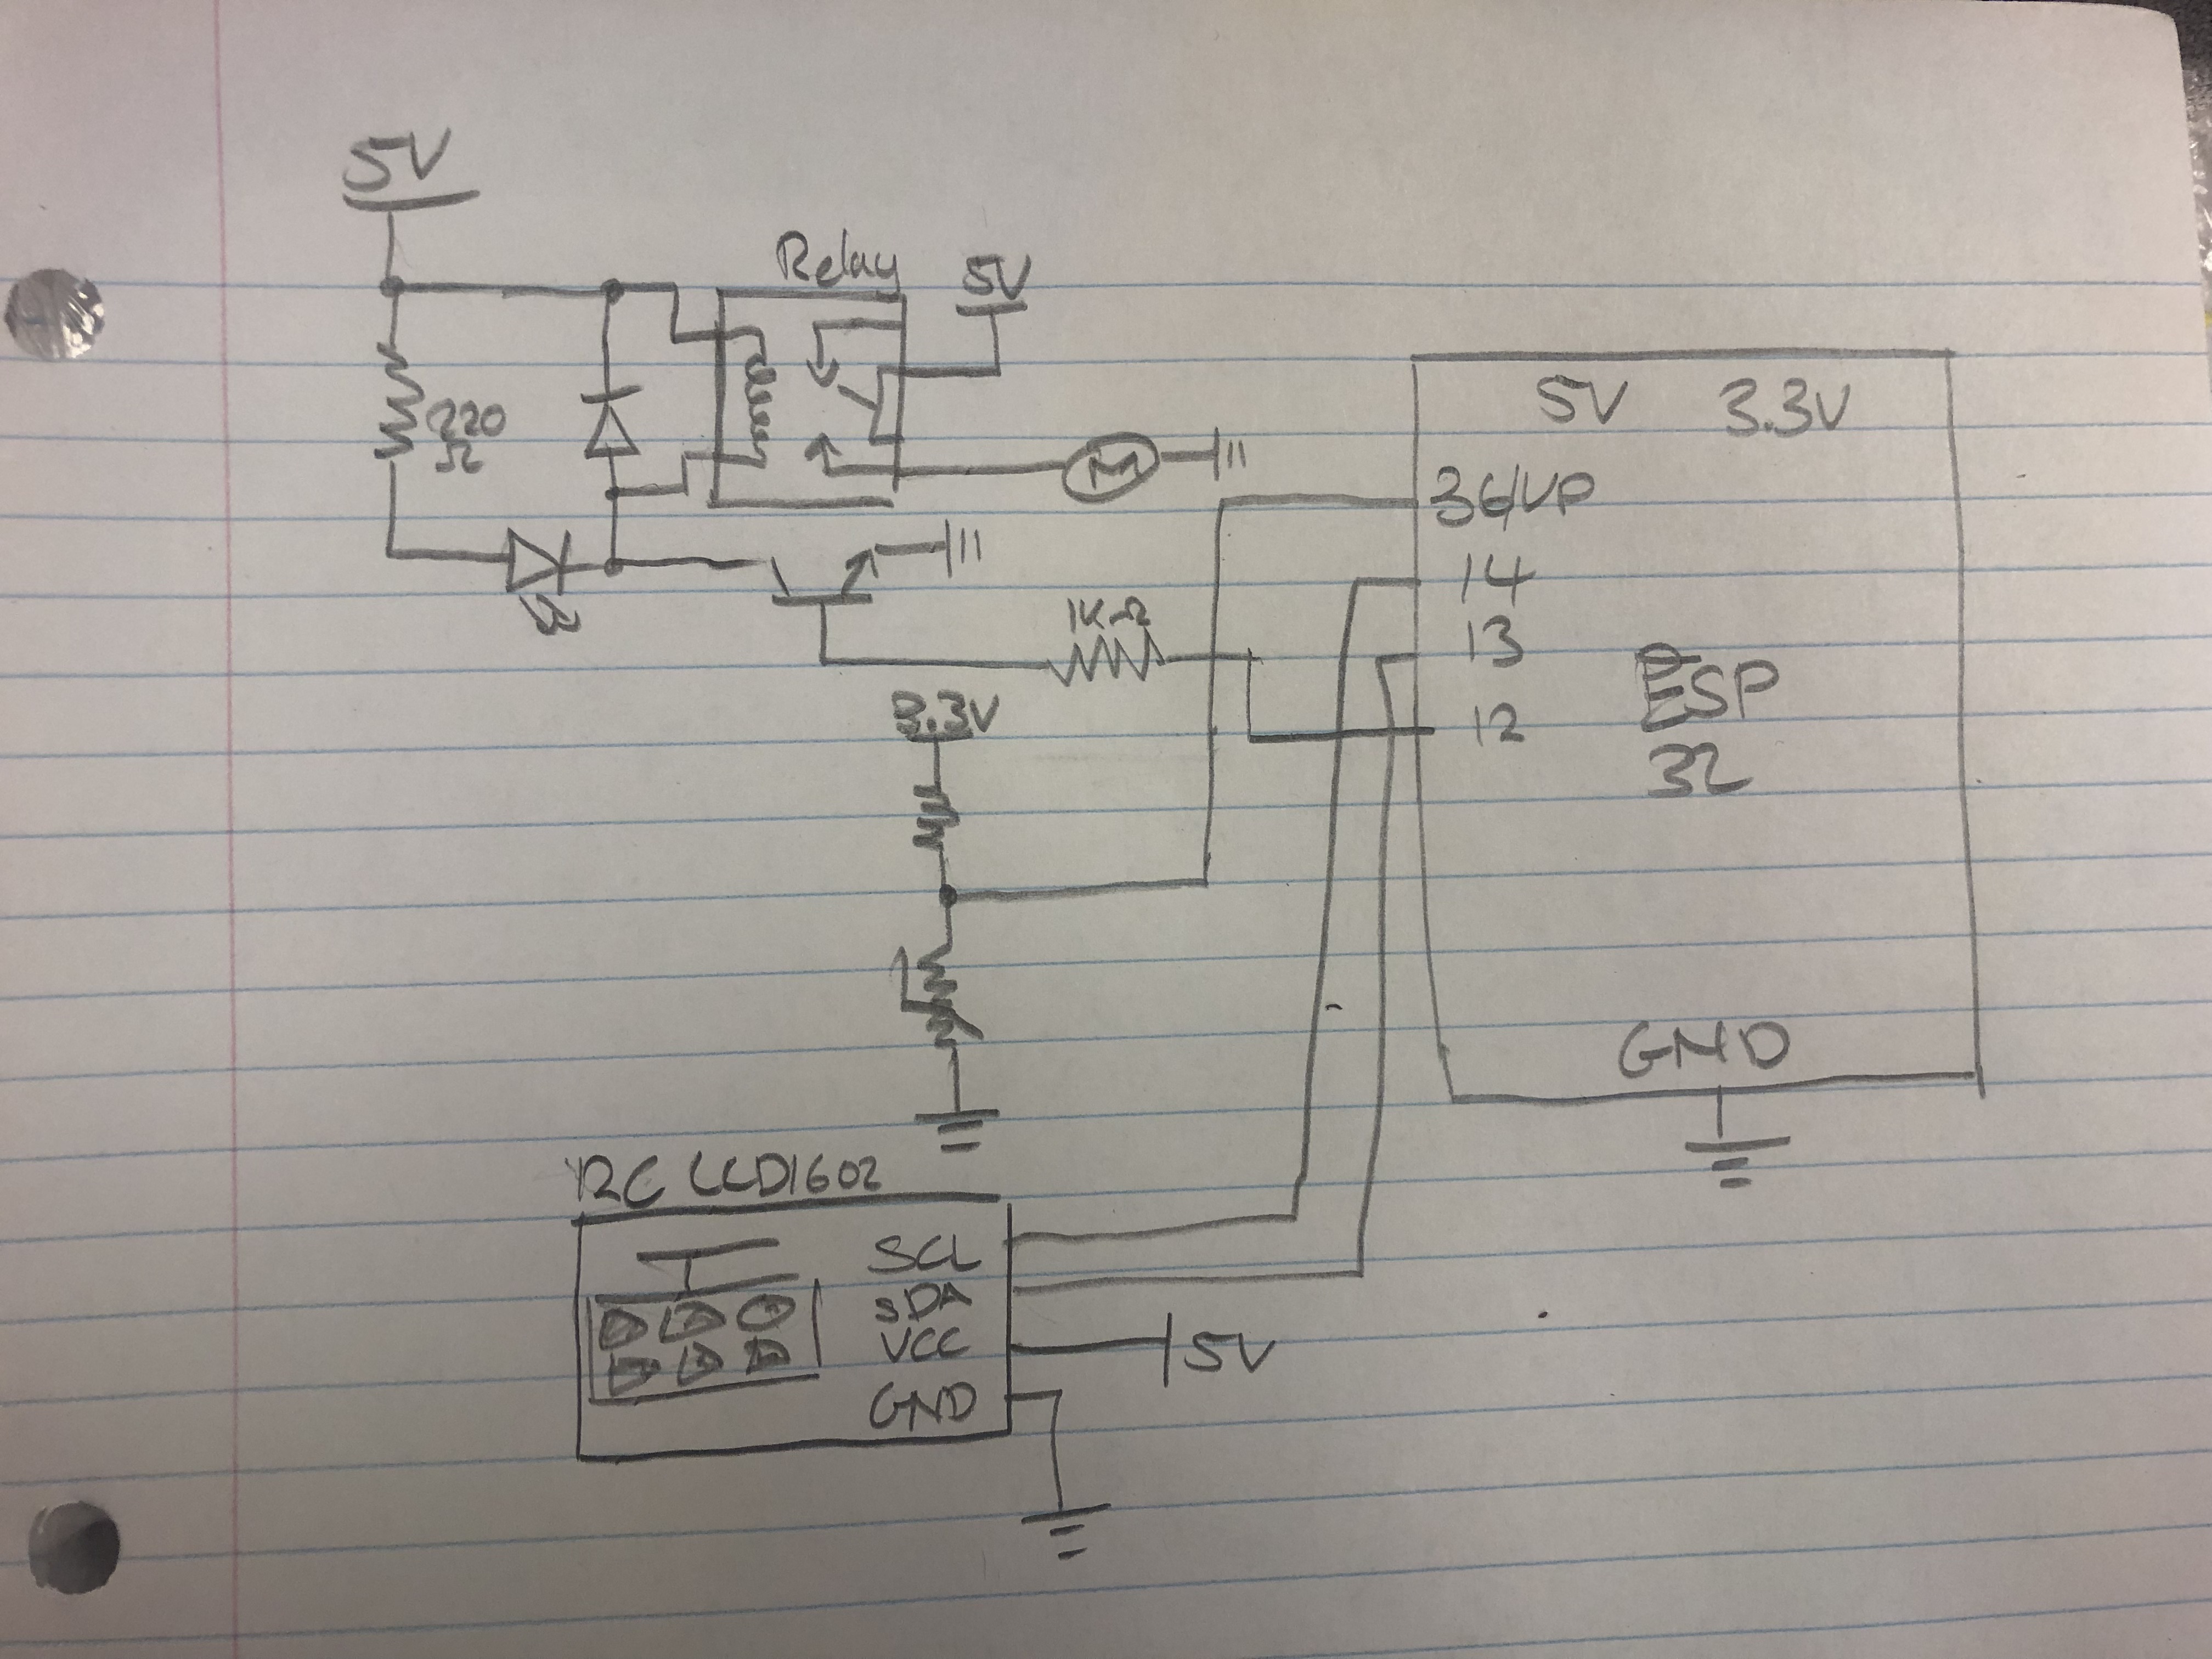 5V
Relay
5V
220
Ω
M
5V 3.3V
36/VP
14
1KΩ
13
ESP
32
3.3V
12
GND
I2C LCD1602
SCL
SDA
VCC
5V
GND